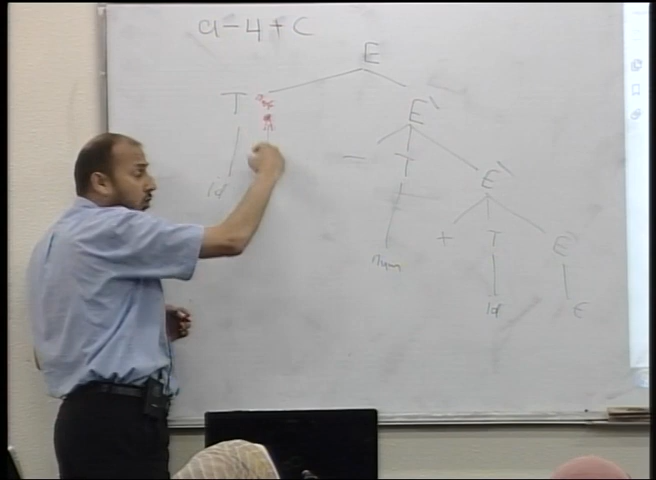 a - 4 + C
E
T E`
id - T E`
num + T E`
id ε